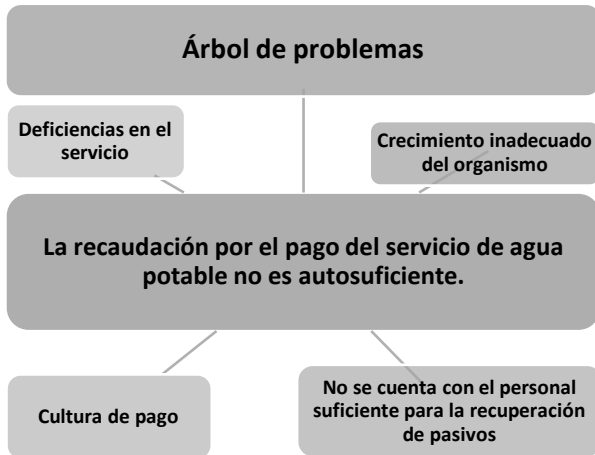 Árbol de problemas
Deficiencias en el
servicio
Crecimiento inadecuado
del organismo
La recaudación por el pago del servicio de agua
potable no es autosuficiente.
Cultura de pago
No se cuenta con el personal
suficiente para la recuperación
de pasivos